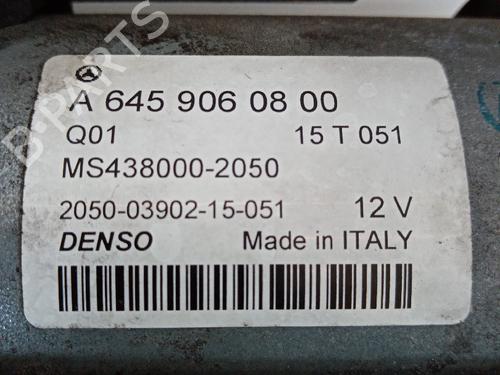 A 645 906 08 00
Q01 15 T 051
MS438000-2050
2050-03902-15-051 12 V
DENSO Made in ITALY
B-PARTS